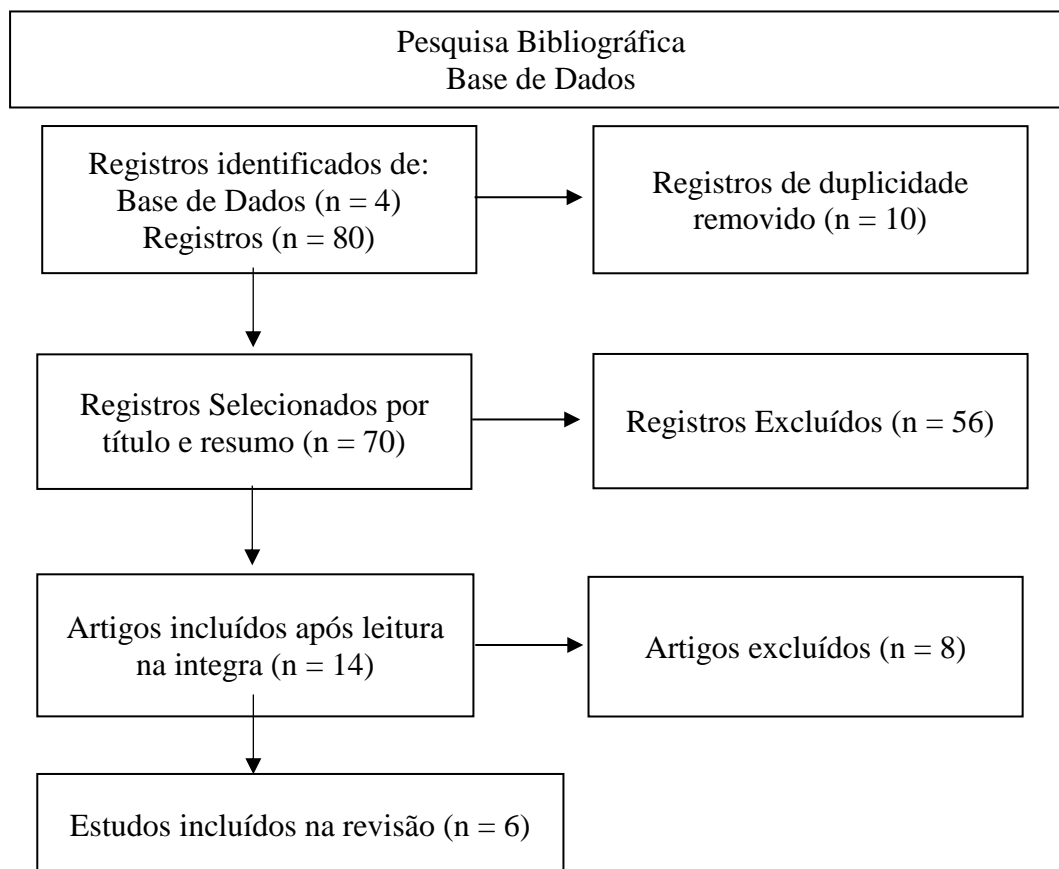 Pesquisa Bibliográfica
Base de Dados
Registros identificados de:
Base de Dados (n = 4)
Registros (n = 80)
Registros de duplicidade
removido (n = 10)
Registros Selecionados por
título e resumo (n = 70)
Registros Excluídos (n = 56)
Artigos incluídos após leitura
na integra (n = 14)
Artigos excluídos (n = 8)
Estudos incluídos na revisão (n = 6)